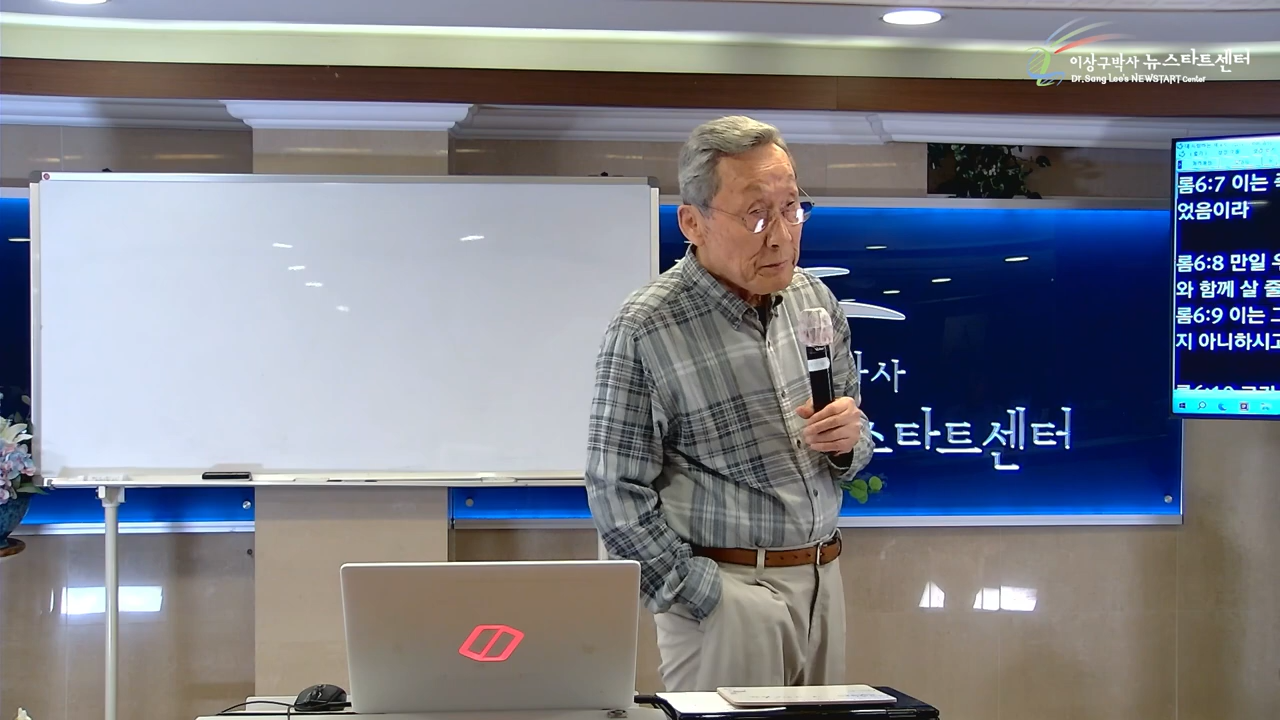 이상구박사 뉴스타트센터
Dr. Sang Lee's NEWSTART Center
롬6:7 이는
었음이라
롬6:8 만일
와 함께 살 줄
롬6:9 이는 그
지 아니하시고
스타트센터